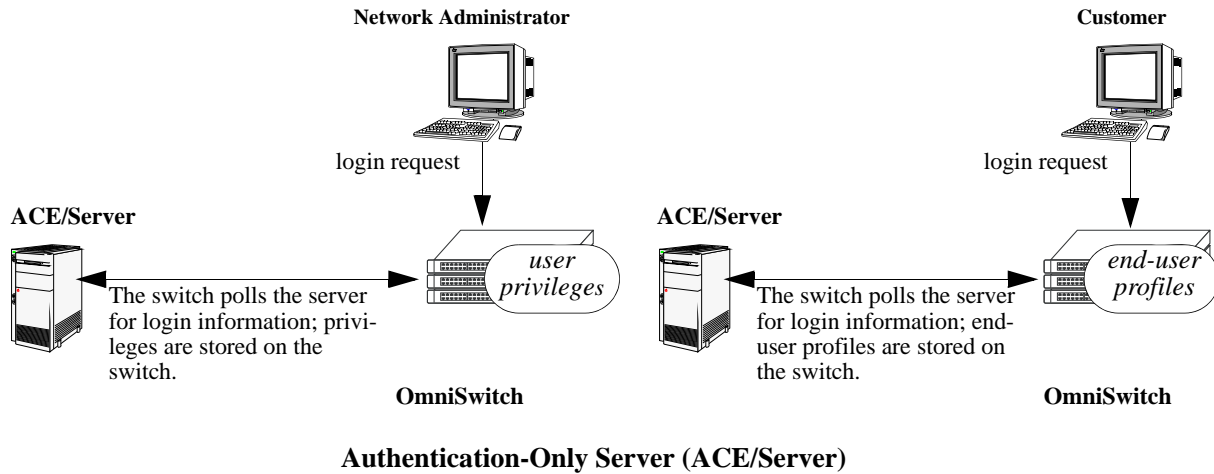 Network Administrator
login request
ACE/Server
user
privileges
The switch polls the server
for login information; privi-
leges are stored on the
switch.
OmniSwitch
Customer
login request
ACE/Server
end-user
profiles
The switch polls the server
for login information; end-
user profiles are stored on
the switch.
OmniSwitch
Authentication-Only Server (ACE/Server)